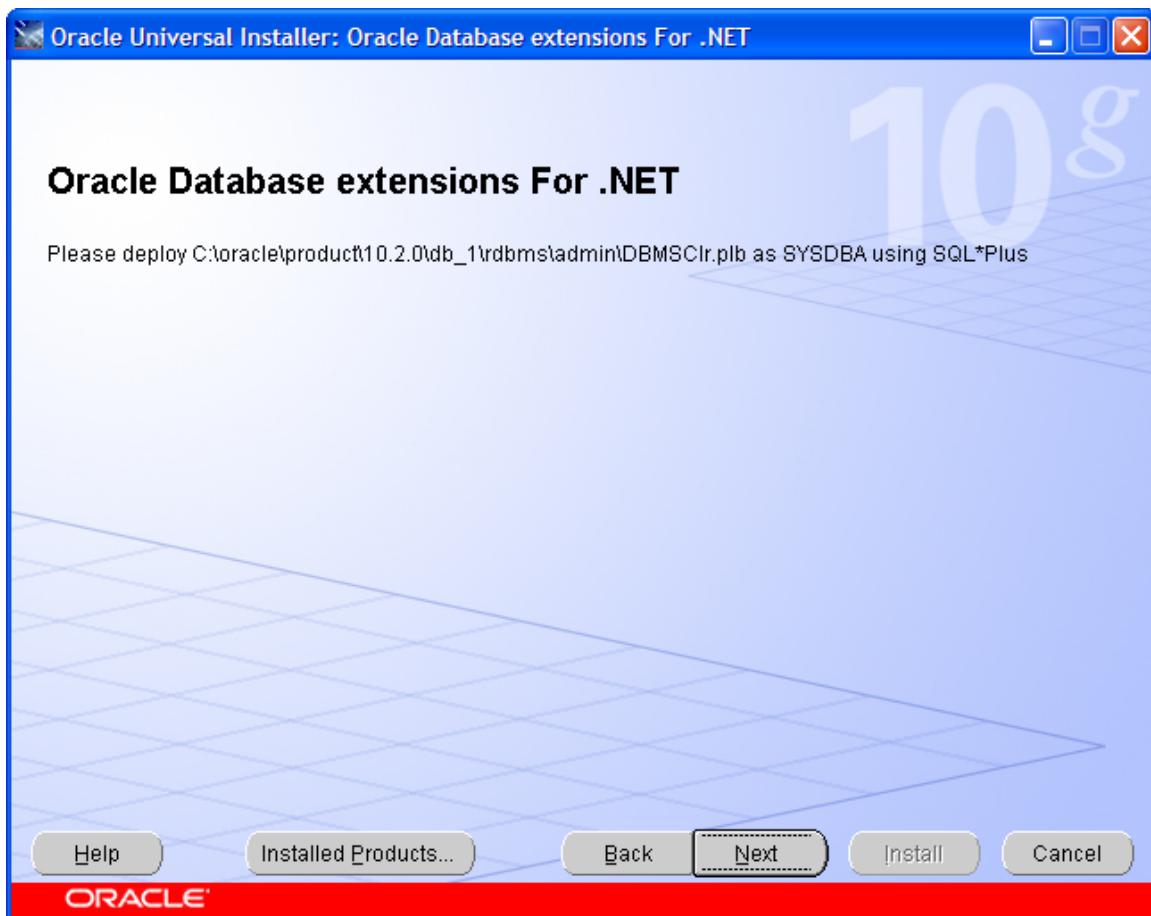 Oracle Universal Installer: Oracle Database extensions For .NET
10g
Oracle Database extensions For .NET
Please deploy C:\oracle\product\10.2.0\db_1\rdbms\admin\DBMSClr.plb as SYSDBA using SQL*Plus
Help Installed Products... Back Next Install Cancel
ORACLE